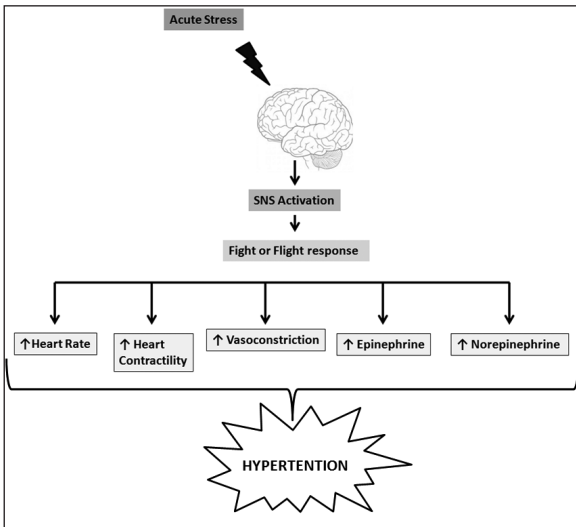 Acute Stress
SNS Activation
Fight or Flight response
↑Heart Rate
↑ Heart
Contractility
↑ Vasoconstriction
↑ Epinephrine
↑ Norepinephrine
HYPERTENTION